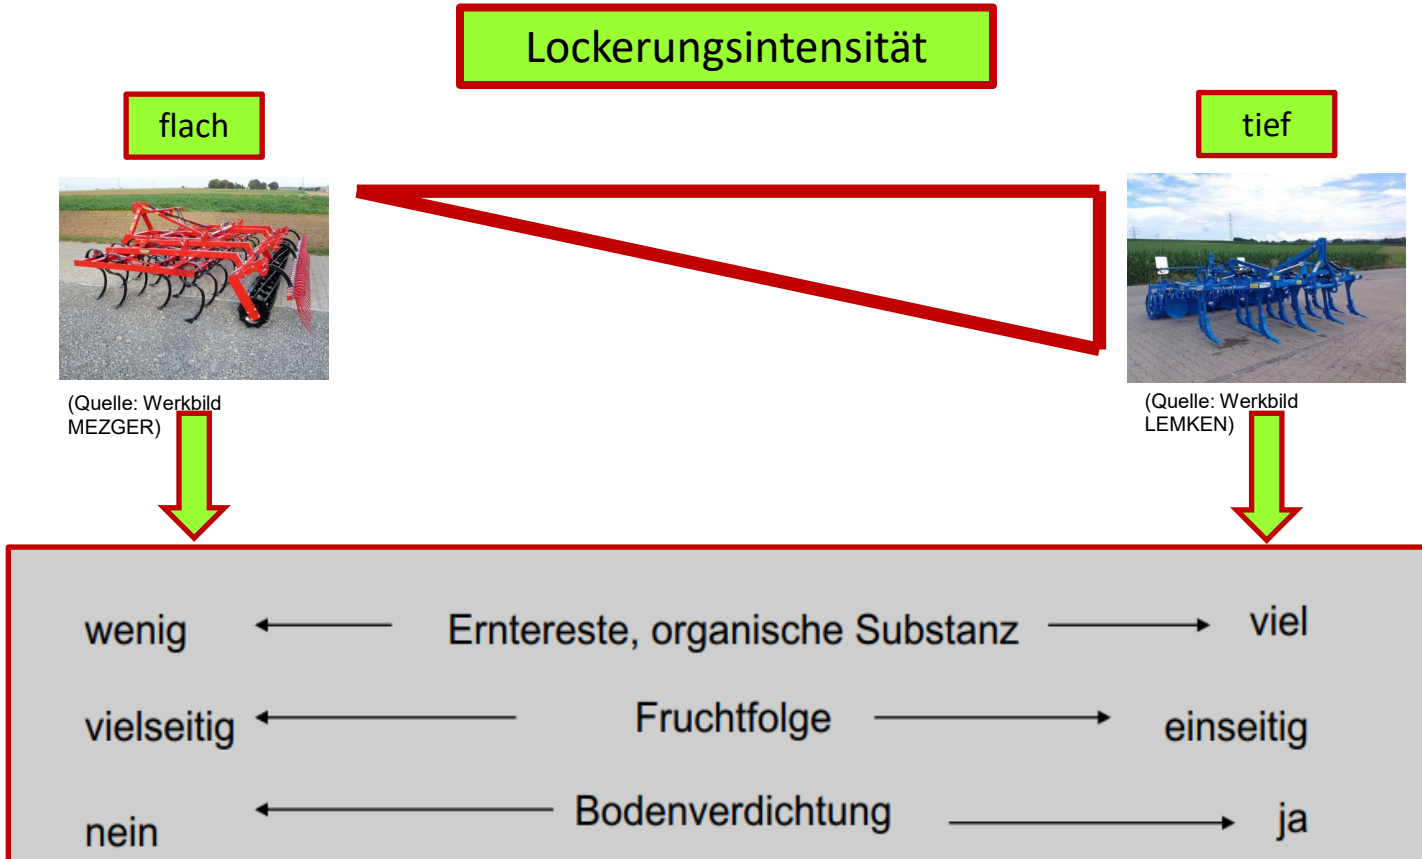 Lockerungsintensität
flach
tief
(Quelle: Werkbild
MEZGER)
(Quelle: Werkbild
LEMKEN)
wenig Erntereste, organische Substanz viel
vielseitig Fruchtfolge einseitig
nein Bodenverdichtung ja